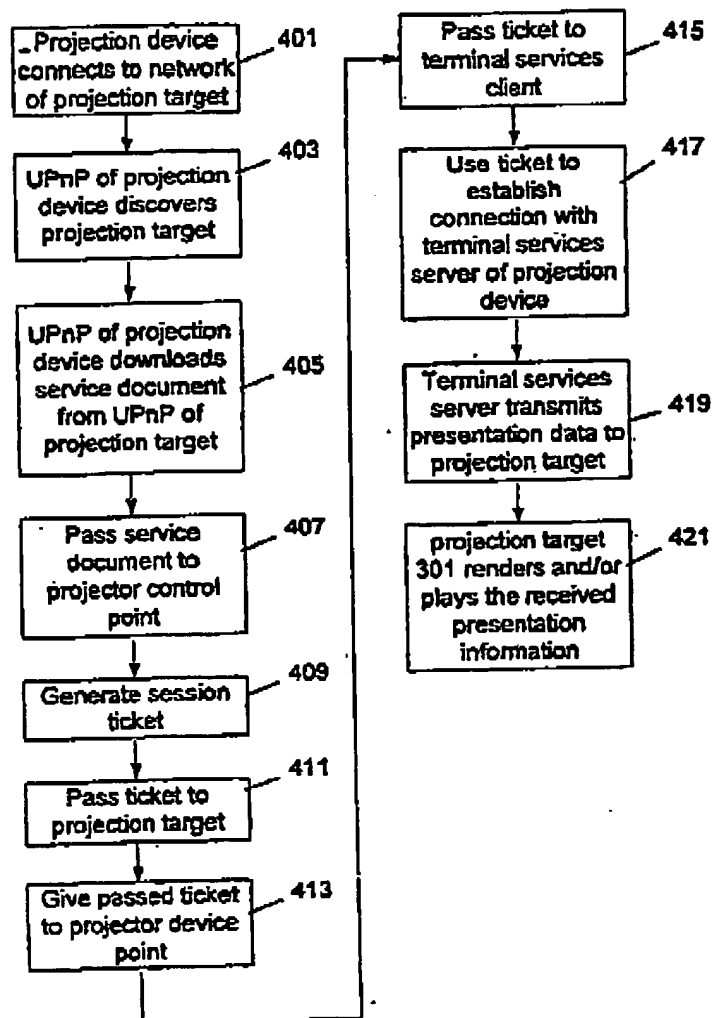 Projection device
connects to network
of projection target
401
UPnP of projection
device discovers
projection target
403
UPnP of projection
device downloads
service document
from UPnP of
projection target
405
Pass service
document to
projector control
point
407
Generate session
ticket
409
Pass ticket to
projection target
411
Give passed ticket
to projector device
point
413
Pass ticket to
terminal services
client
415
Use ticket to
establish
connection with
terminal services
server of projection
device
417
Terminal services
server transmits
presentation data to
projection target
419
projection target
301 renders and/or
plays the received
presentation
information
421